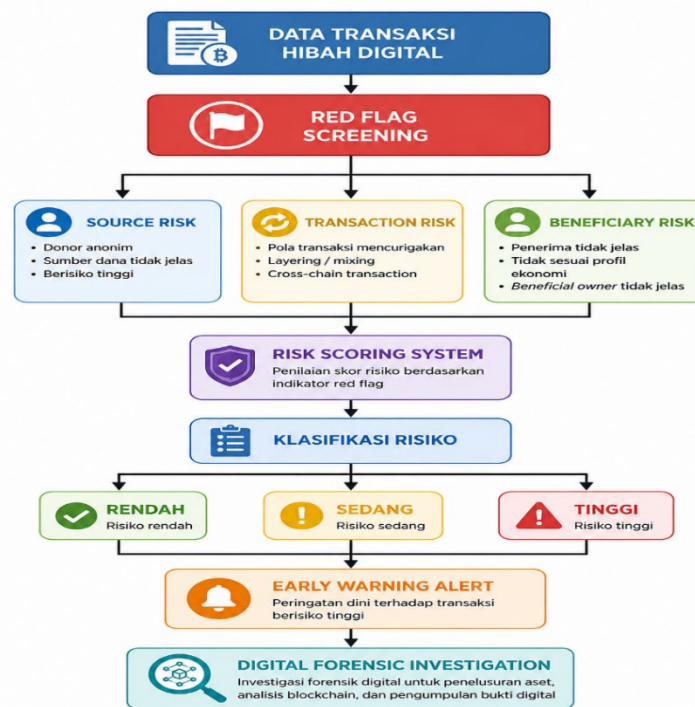 DATA TRANSAKSI
HIBAH DIGITAL
RED FLAG
SCREENING
SOURCE RISK
• Donor anonim
• Sumber dana tidak jelas
• Berisiko tinggi
TRANSACTION RISK
• Pola transaksi mencurigakan
• Layering / mixing
• Cross-chain transaction
BENEFICIARY RISK
• Penerima tidak jelas
• Tidak sesuai profil
ekonomi
• Beneficial owner tidak jelas
RISK SCORING SYSTEM
Penilaian skor risiko berdasarkan
indikator red flag
KLASIFIKASI RISIKO
RENDAH
Risiko rendah
SEDANG
Risiko sedang
TINGGI
Risiko tinggi
EARLY WARNING ALERT
Peringatan dini terhadap transaksi
berisiko tinggi
DIGITAL FORENSIC INVESTIGATION
Investigasi forensik digital untuk penelusuran aset,
analisis blockchain, dan pengumpulan bukti digital